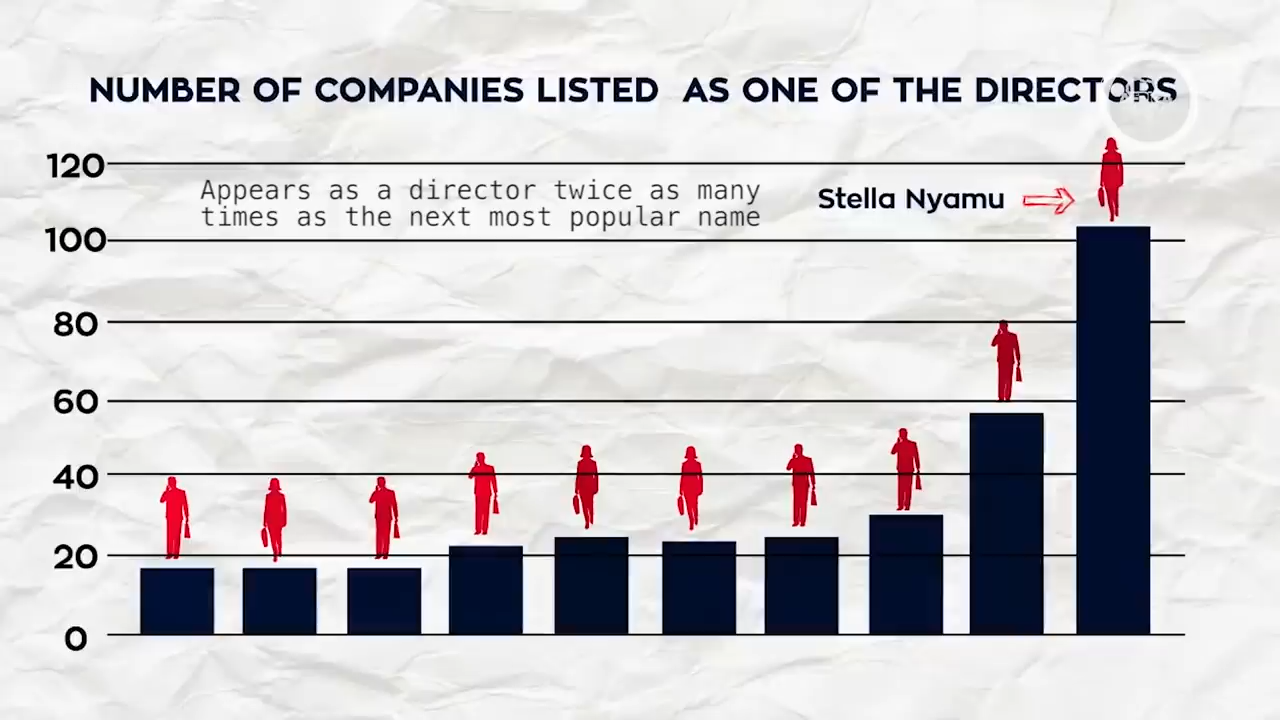 NUMBER OF COMPANIES LISTED AS ONE OF THE DIRECTORS
120
Appears as a director twice as many
times as the next most popular name
Stella Nyamu
100
80
60
40
20
0